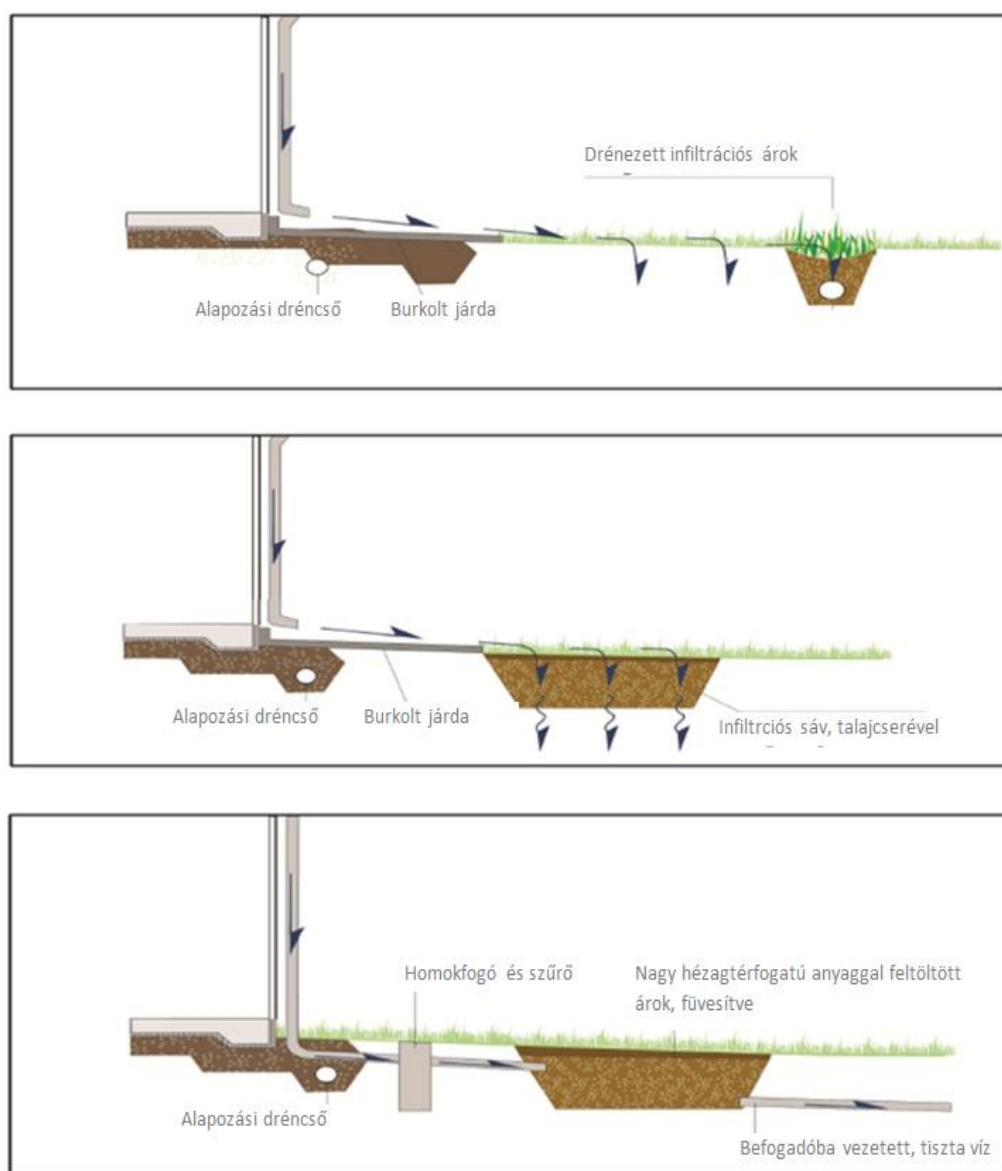 Drénezett infiltrációs árok
Alapozási dréncső
Burkolt járda
Alapozási dréncső
Burkolt járda
Infiltrciós sáv, talajcserével
Homokfogó és szűrő
Nagy hézagtérfogatú anyaggal feltöltött
árok, füvesítve
Alapozási dréncső
Befogadóba vezetett, tiszta víz